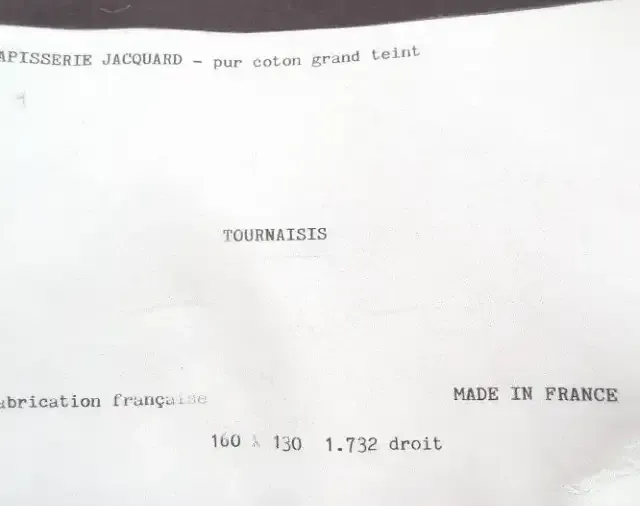 APISSERIE JACQUARD - pur coton grand teint
TOURNAISIS
abrication française
MADE IN FRANCE
160 x 130 1.732 droit